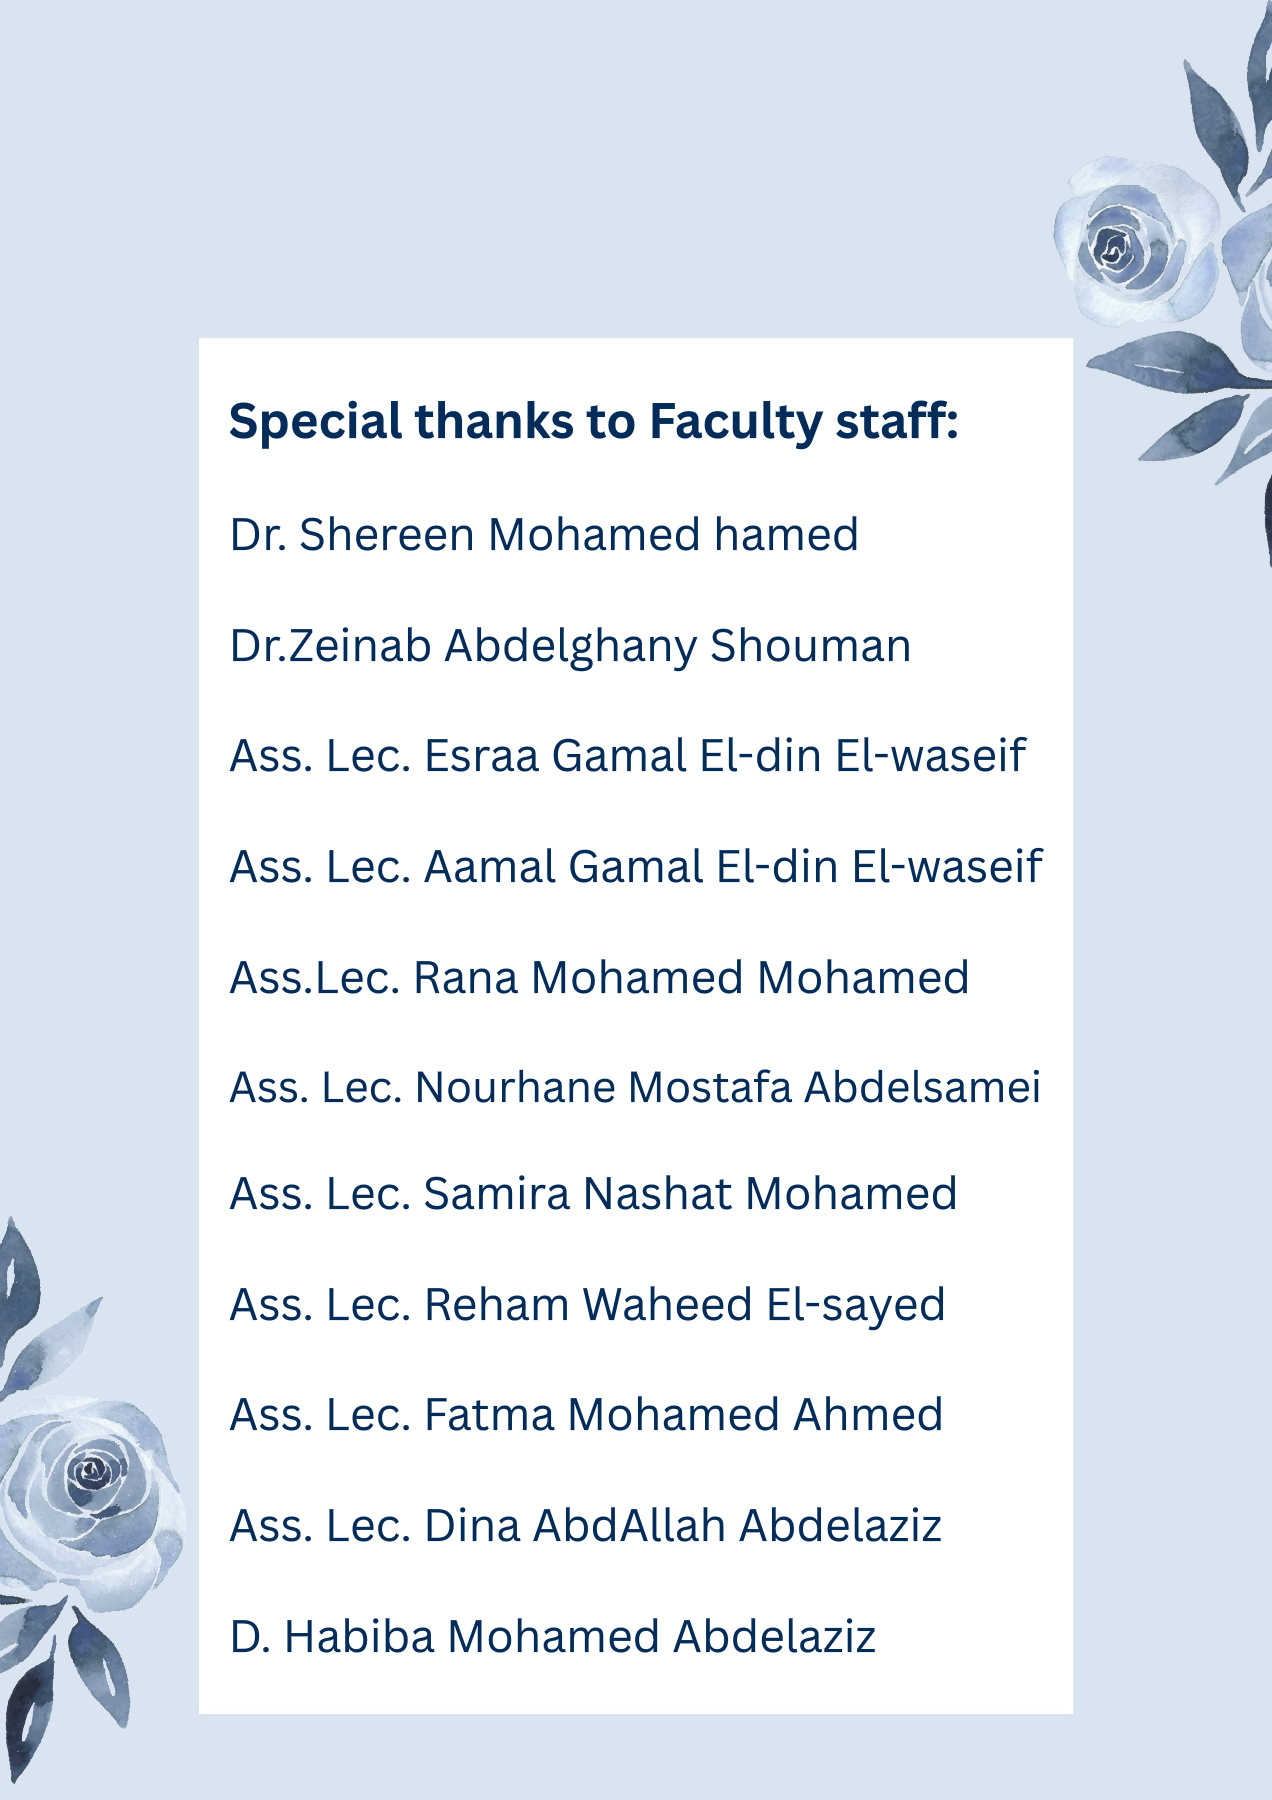 Special thanks to Faculty staff:
Dr. Shereen Mohamed hamed
Dr.Zeinab Abdelghany Shouman
Ass. Lec. Esraa Gamal El-din El-waseif
Ass. Lec. Aamal Gamal El-din El-waseif
Ass.Lec. Rana Mohamed Mohamed
Ass. Lec. Nourhane Mostafa Abdelsamei
Ass. Lec. Samira Nashat Mohamed
Ass. Lec. Reham Waheed El-sayed
Ass. Lec. Fatma Mohamed Ahmed
Ass. Lec. Dina AbdAllah Abdelaziz
D. Habiba Mohamed Abdelaziz